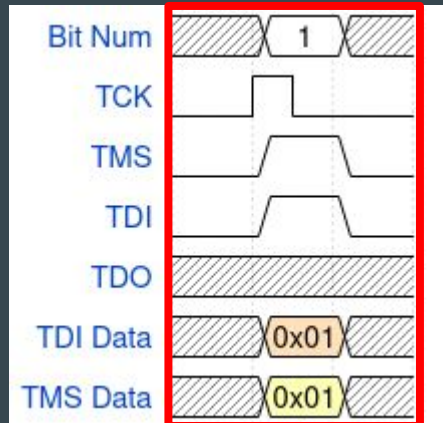 Bit Num 1
TCK
TMS
TDI
TDO
TDI Data 0x01
TMS Data 0x01